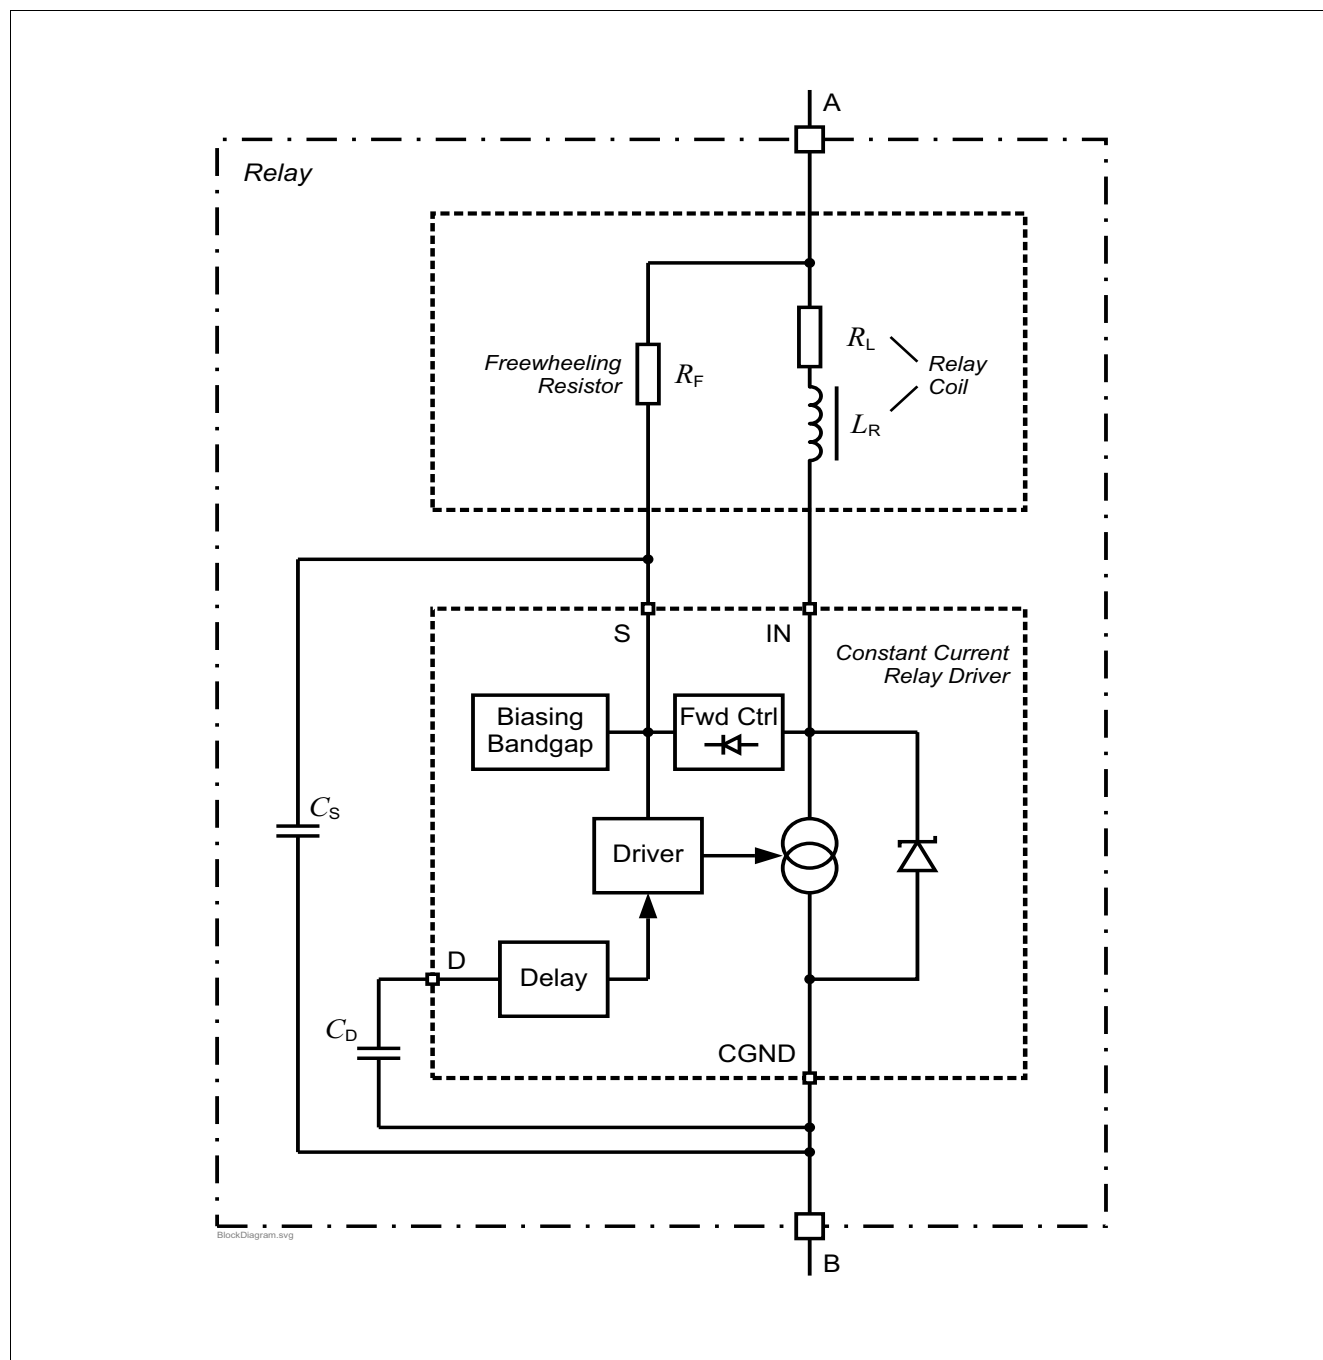 A
Relay
Freewheeling
Resistor
RF
RL
Relay
Coil
LR
S
IN
Constant Current
Relay Driver
Biasing
Bandgap
Fwd Ctrl
CS
Driver
D
Delay
CD
CGND
BlockDiagram.svg
B